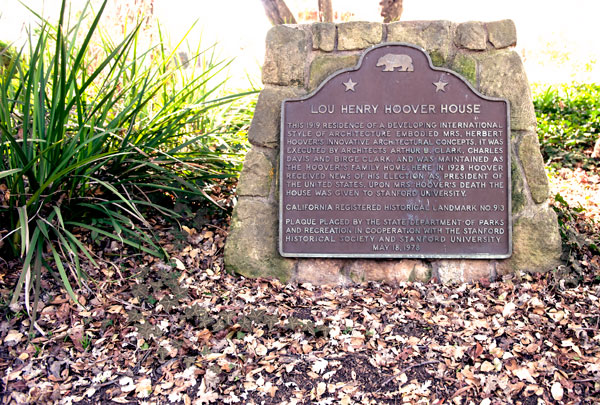 LOU HENRY HOOVER HOUSE
THIS 1919 RESIDENCE OF A DEVELOPING INTERNATIONAL
STYLE OF ARCHITECTURE EMBODIED MRS. HERBERT
HOOVER'S INNOVATIVE ARCHITECTURAL CONCEPTS. IT WAS
EXECUTED BY ARCHITECTS ARTHUR B. CLARK, CHARLES
DAVIS AND BIRGE CLARK, AND WAS MAINTAINED AS
THE HOOVER'S FAMILY HOME. HERE IN 1928 HOOVER
RECEIVED NEWS OF HIS ELECTION AS PRESIDENT OF
THE UNITED STATES. UPON MRS. HOOVER'S DEATH THE
HOUSE WAS GIVEN TO STANFORD UNIVERSITY.
CALIFORNIA REGISTERED HISTORICAL LANDMARK NO. 913
PLAQUE PLACED BY THE STATE DEPARTMENT OF PARKS
AND RECREATION IN COOPERATION WITH THE STANFORD
HISTORICAL SOCIETY AND STANFORD UNIVERSITY
MAY 18, 1978